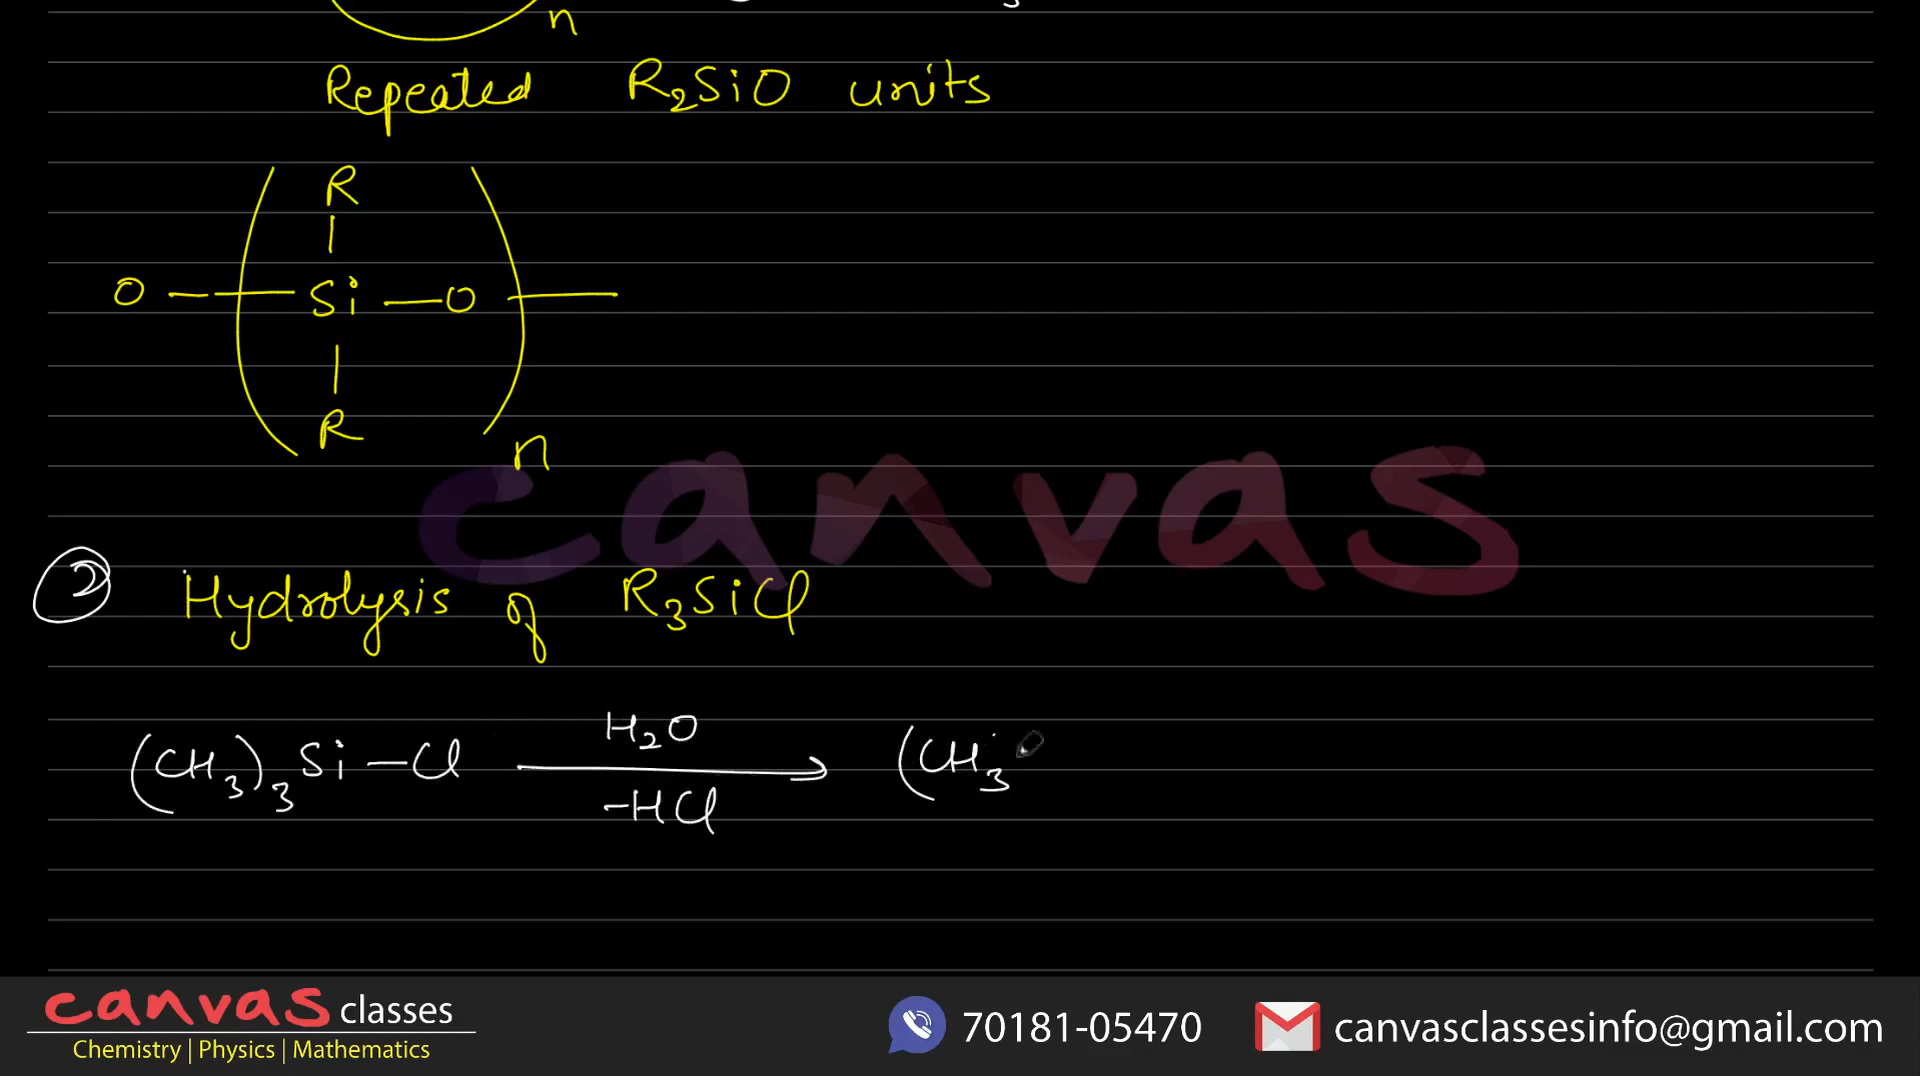 n
Repeated R₂SiO units
R
|
O — ( — Si — O ) —
|
R
n
canvas
② Hydrolysis of R₃SiCl
(CH₃)₃Si—Cl H₂O → -HCl (CH₃
canvas classes
Chemistry | Physics | Mathematics
70181-05470
canvasclassesinfo@gmail.com